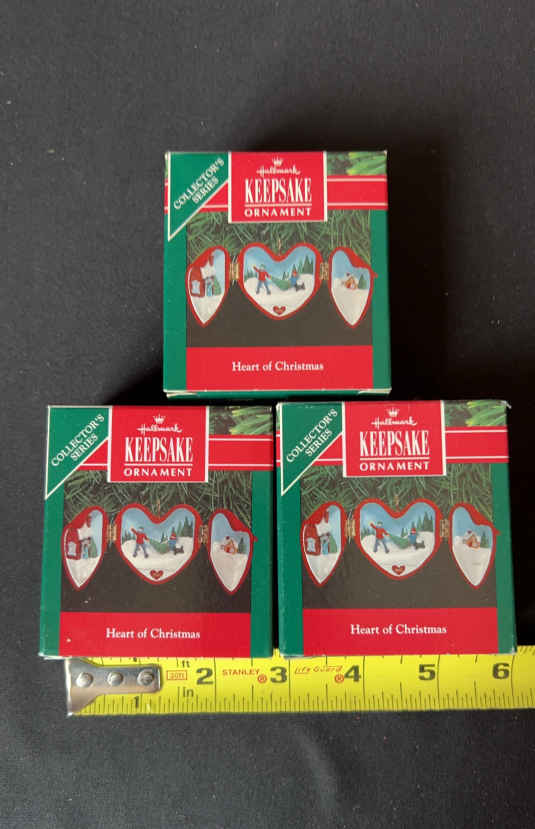 COLLECTOR'S
SERIES
Hallmark
KEEPSAKE
ORNAMENT
Heart of Christmas
COLLECTOR'S
SERIES
Hallmark
KEEPSAKE
ORNAMENT
Heart of Christmas
COLLECTOR'S
SERIES
Hallmark
KEEPSAKE
ORNAMENT
Heart of Christmas
ft
1 in 2 STANLEY® 3 Life Guard® 4 5 6